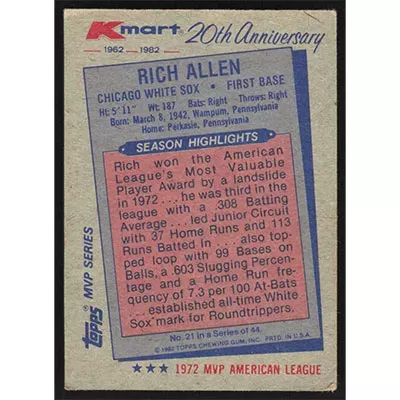 Kmart 20th Anniversary
1962 / 1982
RICH ALLEN
CHICAGO WHITE SOX • FIRST BASE
Ht: 5'11" Wt: 187 Bats: Right Throws: Right
Born: March 8, 1942, Wampum, Pennsylvania
Home: Perkasie, Pennsylvania
SEASON HIGHLIGHTS
Rich won the American
League's Most Valuable
Player Award by a landslide
in 1972 . . . he was third in the
league with a .308 Batting
Average . . . led Junior Circuit
with 37 Home Runs and 113
Runs Batted In . . . also top-
ped loop with 99 Bases on
Balls, a .603 Slugging Percen-
tage and a Home Run fre-
quency of 7.3 per 100 At-Bats
. . . established all-time White
Sox mark for Roundtrippers.
No. 21 in a Series of 44
© 1982 TOPPS CHEWING GUM, INC. PRTD. IN U.S.A.
★★★ 1972 MVP AMERICAN LEAGUE
TOPPS® MVP SERIES